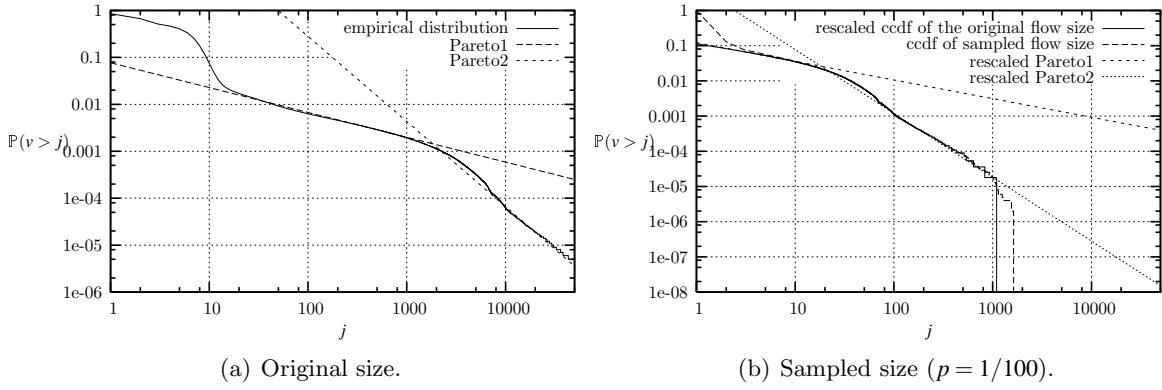 1
0.1
0.01
0.001
1e-04
1e-05
1e-06
ℙ(v > j)
1 10 100 1000 10000
j
empirical distribution
Pareto1
Pareto2
(a) Original size.
1
0.1
0.01
0.001
1e-04
1e-05
1e-06
1e-07
1e-08
ℙ(v > j)
1 10 100 1000 10000
j
rescaled ccdf of the original flow size
ccdf of sampled flow size
rescaled Pareto1
rescaled Pareto2
(b) Sampled size (p = 1/100).